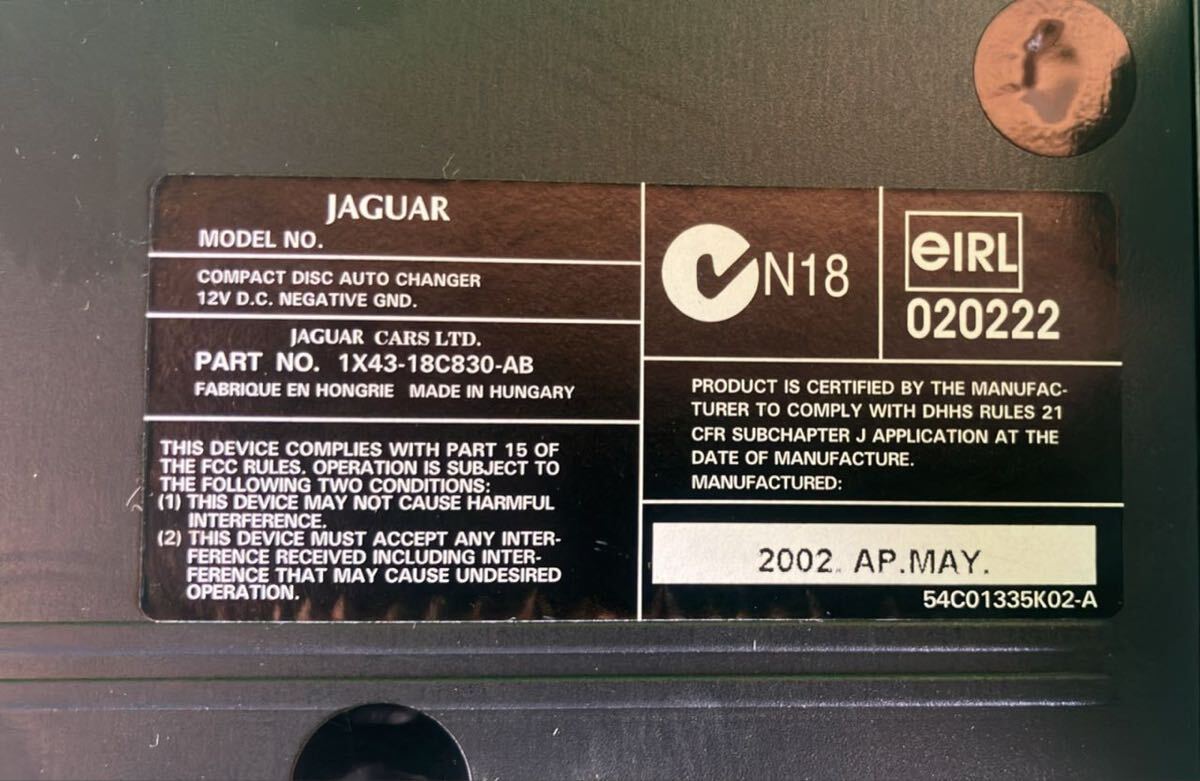 JAGUAR
MODEL NO.
COMPACT DISC AUTO CHANGER
12V D.C. NEGATIVE GND.
JAGUAR CARS LTD.
PART NO. 1X43-18C830-AB
FABRIQUE EN HONGRIE MADE IN HUNGARY
THIS DEVICE COMPLIES WITH PART 15 OF
THE FCC RULES. OPERATION IS SUBJECT TO
THE FOLLOWING TWO CONDITIONS:
(1) THIS DEVICE MAY NOT CAUSE HARMFUL
INTERFERENCE.
(2) THIS DEVICE MUST ACCEPT ANY INTER-
FERENCE RECEIVED INCLUDING INTER-
FERENCE THAT MAY CAUSE UNDESIRED
OPERATION.
N18
eIRL
020222
PRODUCT IS CERTIFIED BY THE MANUFAC-
TURER TO COMPLY WITH DHHS RULES 21
CFR SUBCHAPTER J APPLICATION AT THE
DATE OF MANUFACTURE.
MANUFACTURED:
2002. AP.MAY.
54C01335K02-A